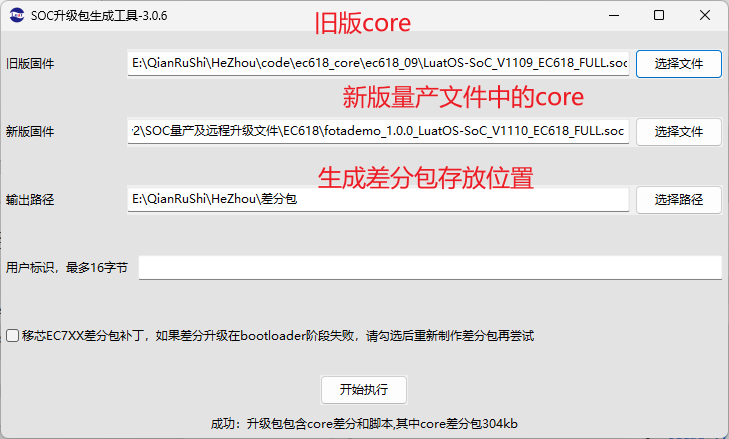 SOC升级包生成工具-3.0.6
旧版core
旧版固件
E:\QianRuShi\HeZhou\code\ec618_core\ec618_09\LuatOS-SoC_V1109_EC618_FULL.soc
选择文件
新版量产文件中的core
新版固件
2\SOC量产及远程升级文件\EC618\fotademo_1.0.0_LuatOS-SoC_V1110_EC618_FULL.soc
选择文件
生成差分包存放位置
输出路径
E:\QianRuShi\HeZhou\差分包
选择路径
用户标识，最多16字节
移芯EC7XX差分包补丁，如果差分升级在bootloader阶段失败，请勾选后重新制作差分包再尝试
开始执行
成功：升级包包含core差分和脚本,其中core差分包304kb